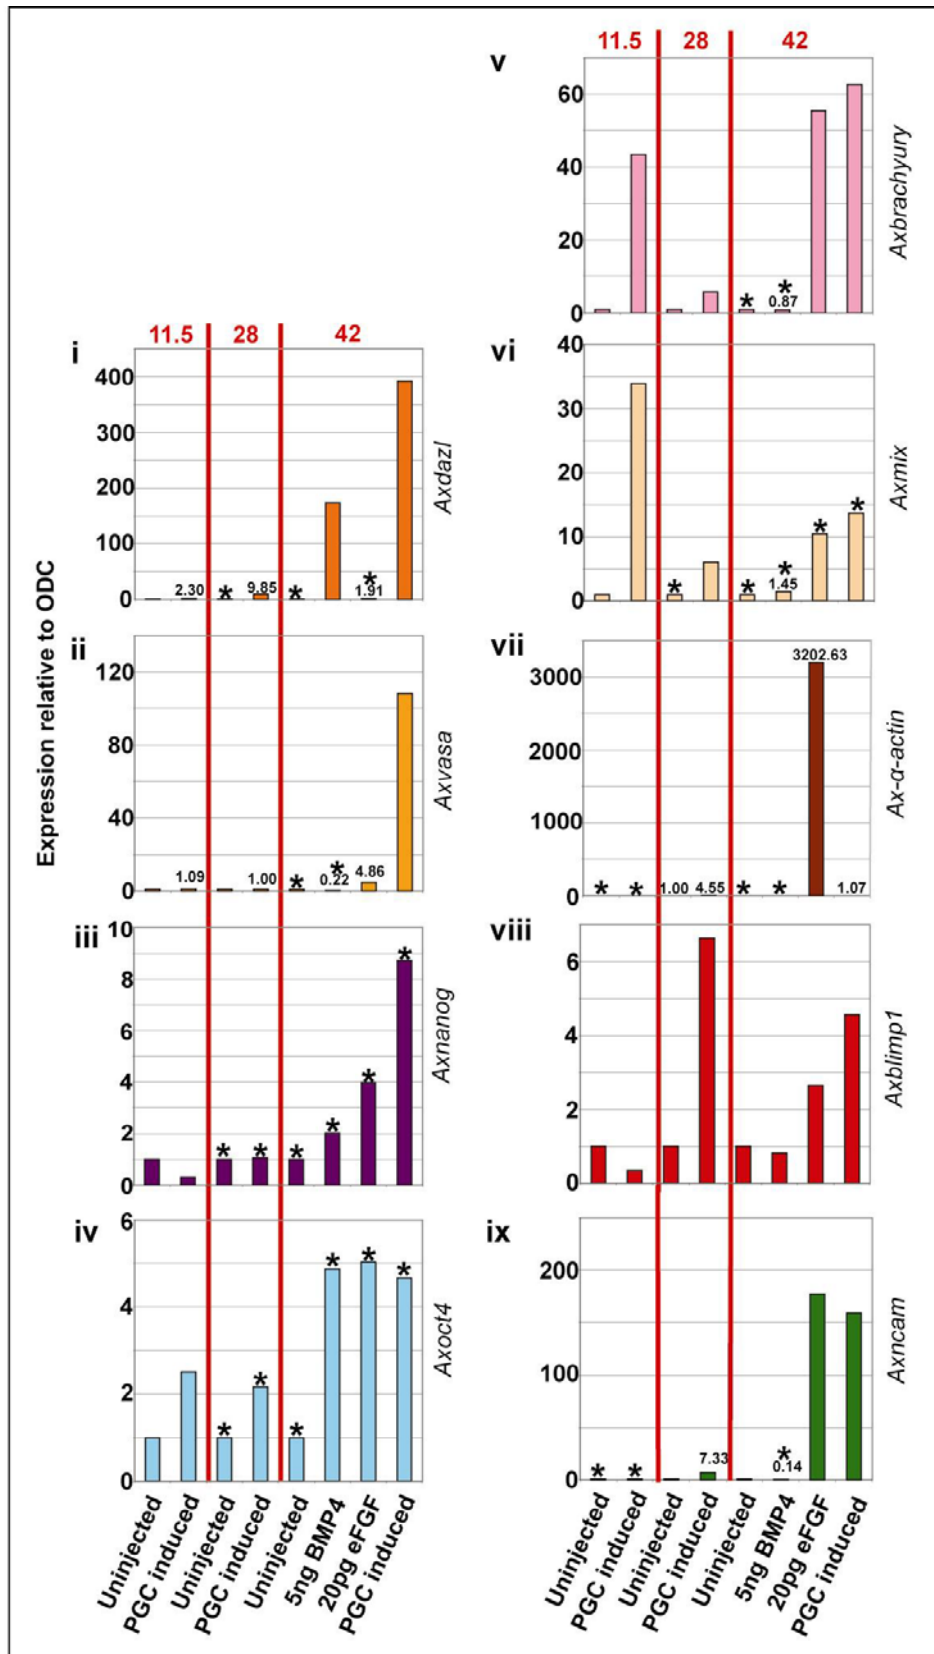 Expression relative to ODC
11.5 28 42
i
400
300
200
100
0
2.30
*
9.85
*
*
1.91
Axdazl
ii
120
80
40
0
1.09
1.00
*
*
0.22
4.86
Axvasa
iii
10
8
6
4
2
0
*
*
*
*
*
*
Axnanog
iv
6
4
2
0
*
*
*
*
*
*
Axoct4
Uninjected
PGC induced
Uninjected
PGC induced
Uninjected
5ng BMP4
20pg eFGF
PGC induced
11.5 28 42
v
60
40
20
0
*
*
0.87
Axbrachyury
vi
40
30
20
10
0
*
*
*
1.45
*
*
Axmix
vii
3000
2000
1000
0
*
*
1.00
4.55
*
*
3202.63
1.07
Ax-α-actin
viii
6
4
2
0
Axblimp1
ix
200
100
0
*
*
7.33
*
0.14
Axncam
Uninjected
PGC induced
Uninjected
PGC induced
Uninjected
5ng BMP4
20pg eFGF
PGC induced